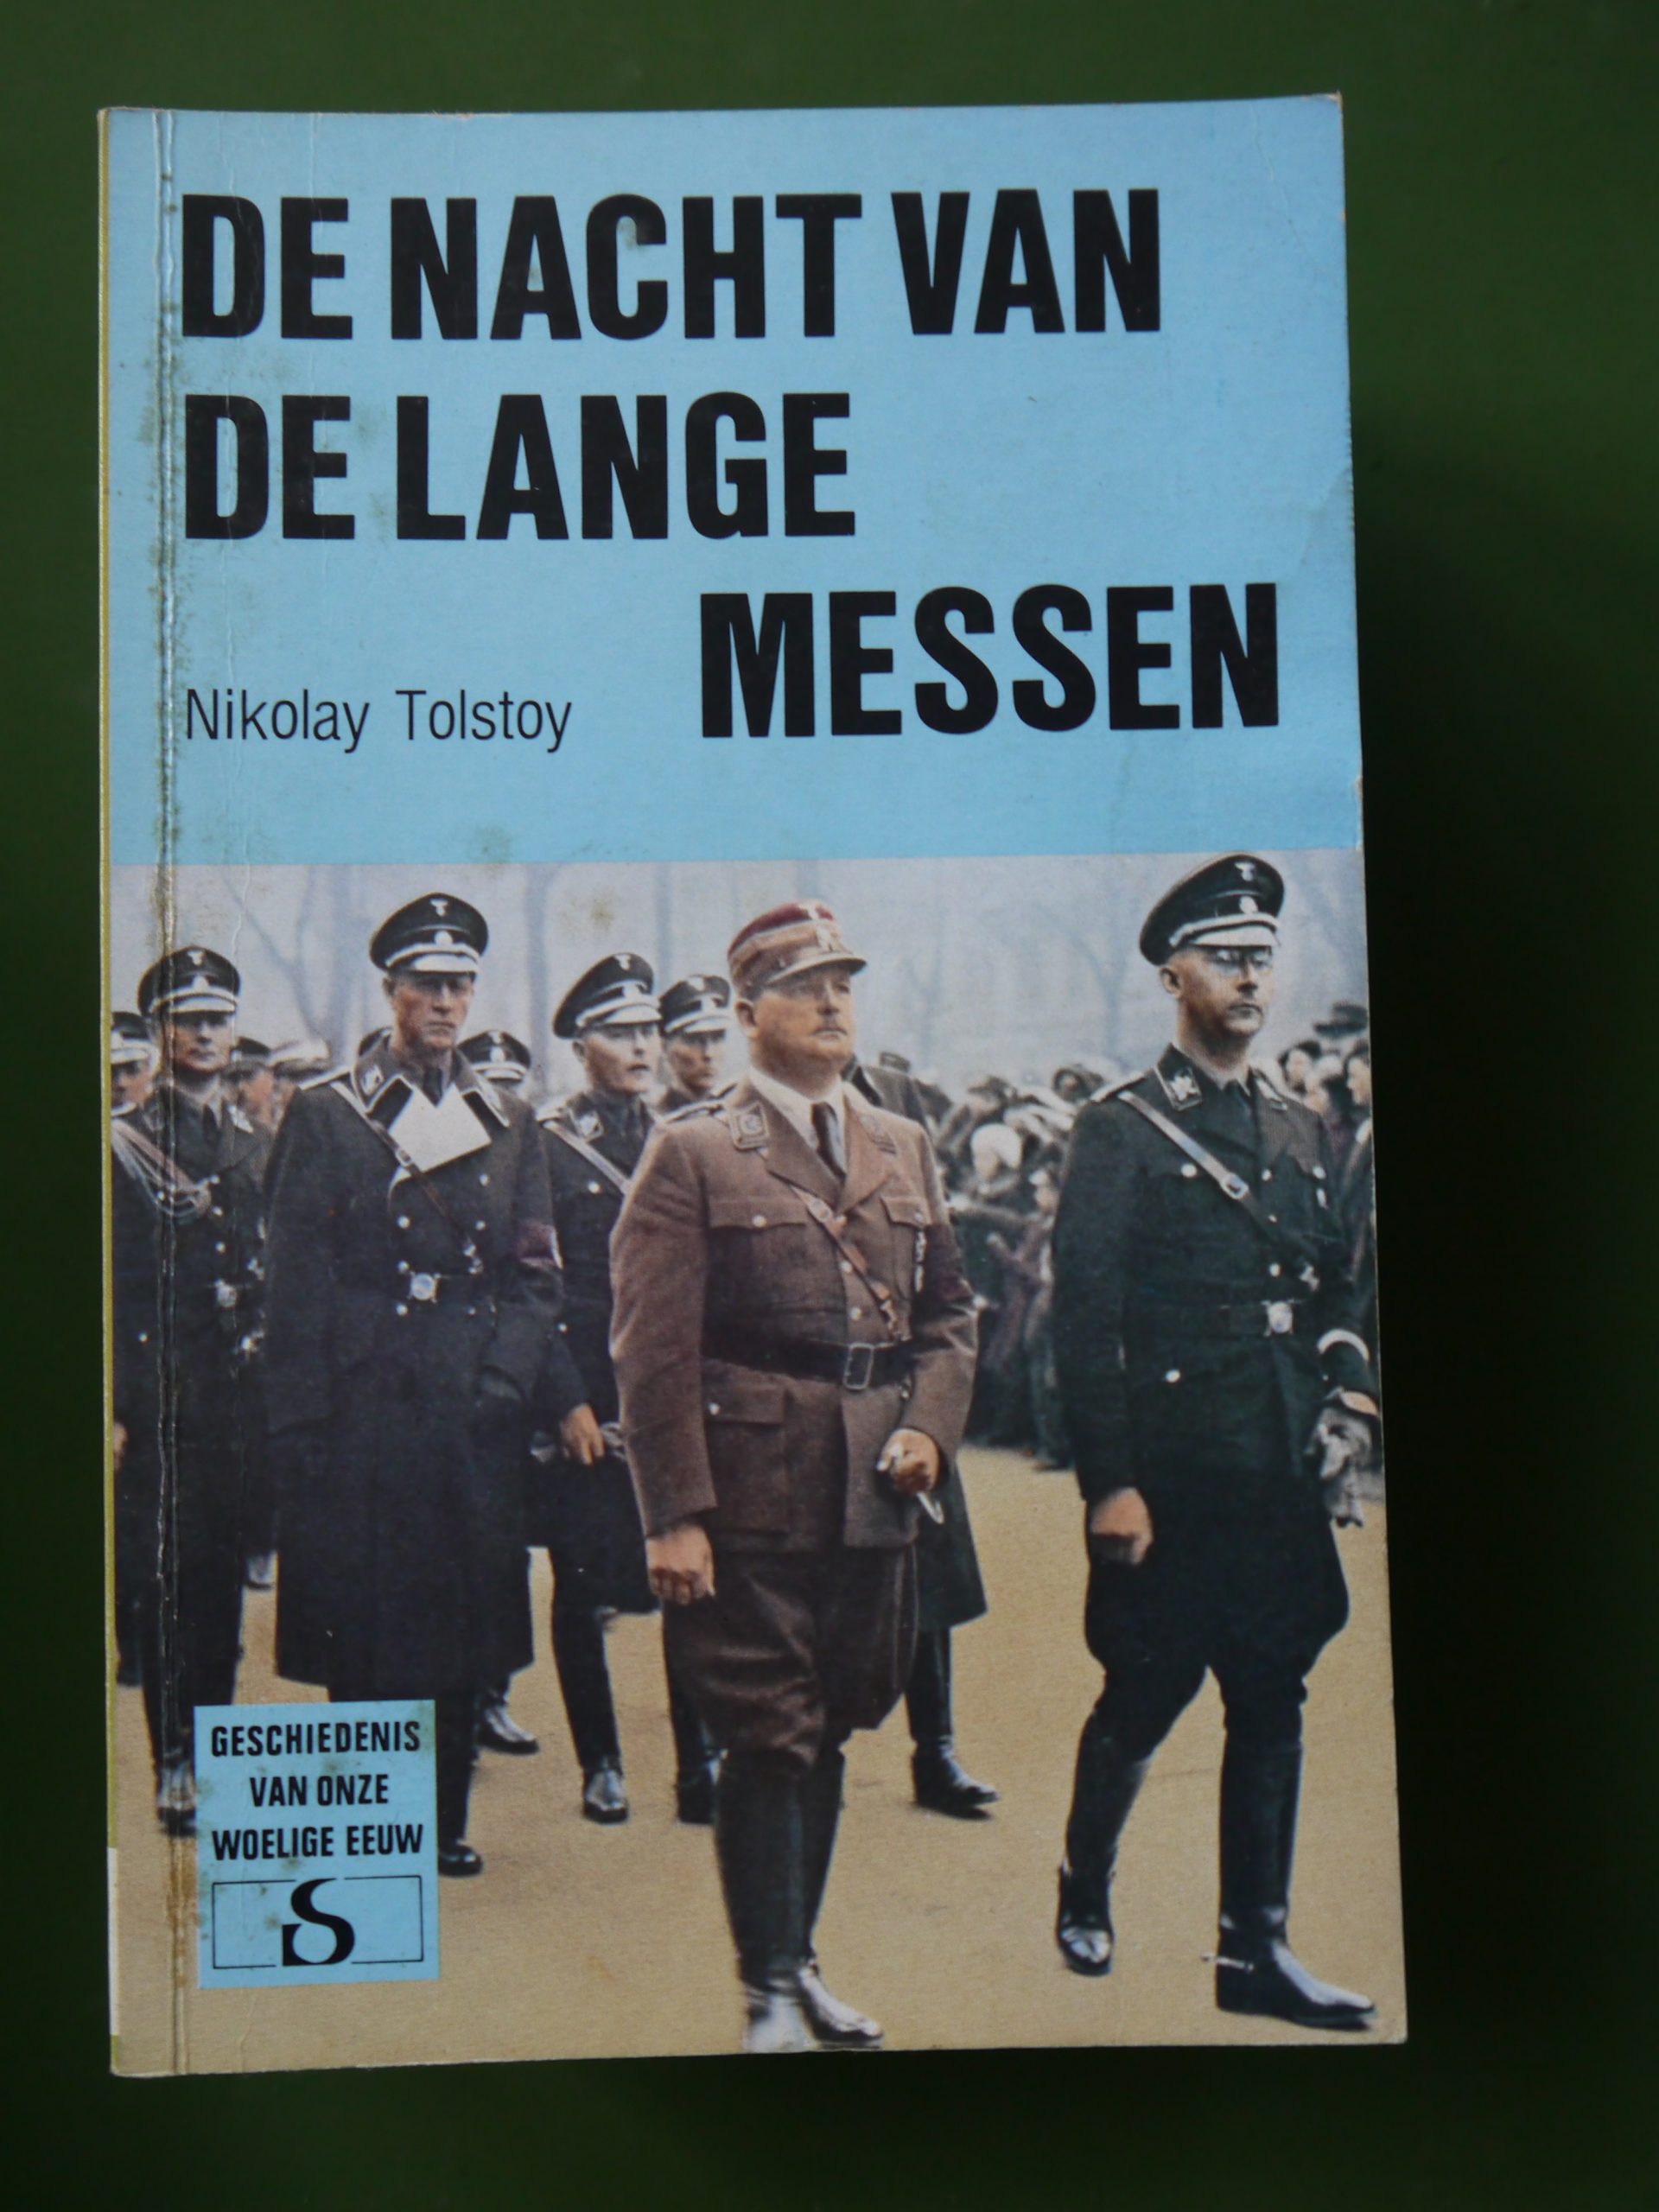 DE NACHT VAN
DE LANGE
MESSEN
Nikolay Tolstoy
GESCHIEDENIS
VAN ONZE
WOELIGE EEUW
S